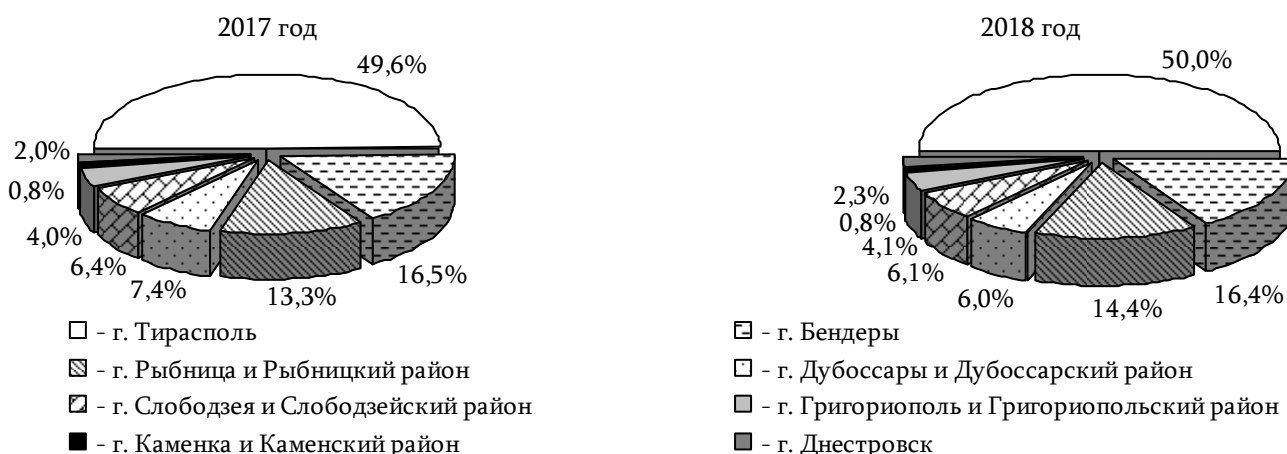 2017 год
49,6%
2,0%
0,8%
4,0%
6,4%
7,4%
13,3%
16,5%
2018 год
50,0%
2,3%
0,8%
4,1%
6,1%
6,0%
14,4%
16,4%
- г. Тирасполь
- г. Бендеры
- г. Рыбница и Рыбницкий район
- г. Дубоссары и Дубоссарский район
- г. Слободзея и Слободзейский район
- г. Григориополь и Григориопольский район
- г. Каменка и Каменский район
- г. Днестровск